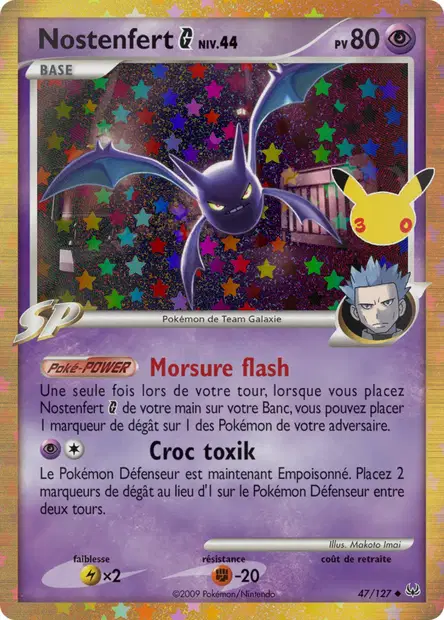 Nostenfert G NIV.44 PV 80
BASE
30
SP
Pokémon de Team Galaxie
Poké-POWER Morsure flash
Une seule fois lors de votre tour, lorsque vous placez
Nostenfert G de votre main sur votre Banc, vous pouvez placer
1 marqueur de dégât sur 1 des Pokémon de votre adversaire.
Croc toxik
Le Pokémon Défenseur est maintenant Empoisonné. Placez 2
marqueurs de dégât au lieu d'1 sur le Pokémon Défenseur entre
deux tours.
Illus. Makoto Imai
faiblesse résistance coût de retraite
×2 -20
©2009 Pokémon/Nintendo 47/127